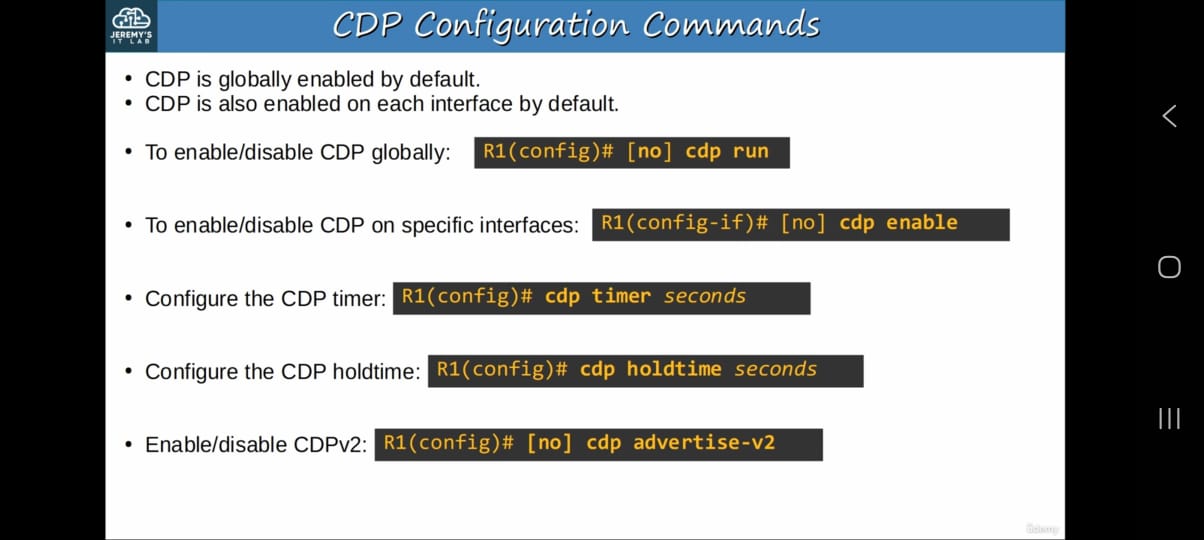 JEREMY'S
IT LAB
CDP Configuration Commands
• CDP is globally enabled by default.
• CDP is also enabled on each interface by default.
• To enable/disable CDP globally: R1(config)# [no] cdp run
• To enable/disable CDP on specific interfaces: R1(config-if)# [no] cdp enable
• Configure the CDP timer: R1(config)# cdp timer seconds
• Configure the CDP holdtime: R1(config)# cdp holdtime seconds
• Enable/disable CDPv2: R1(config)# [no] cdp advertise-v2
ûdemy